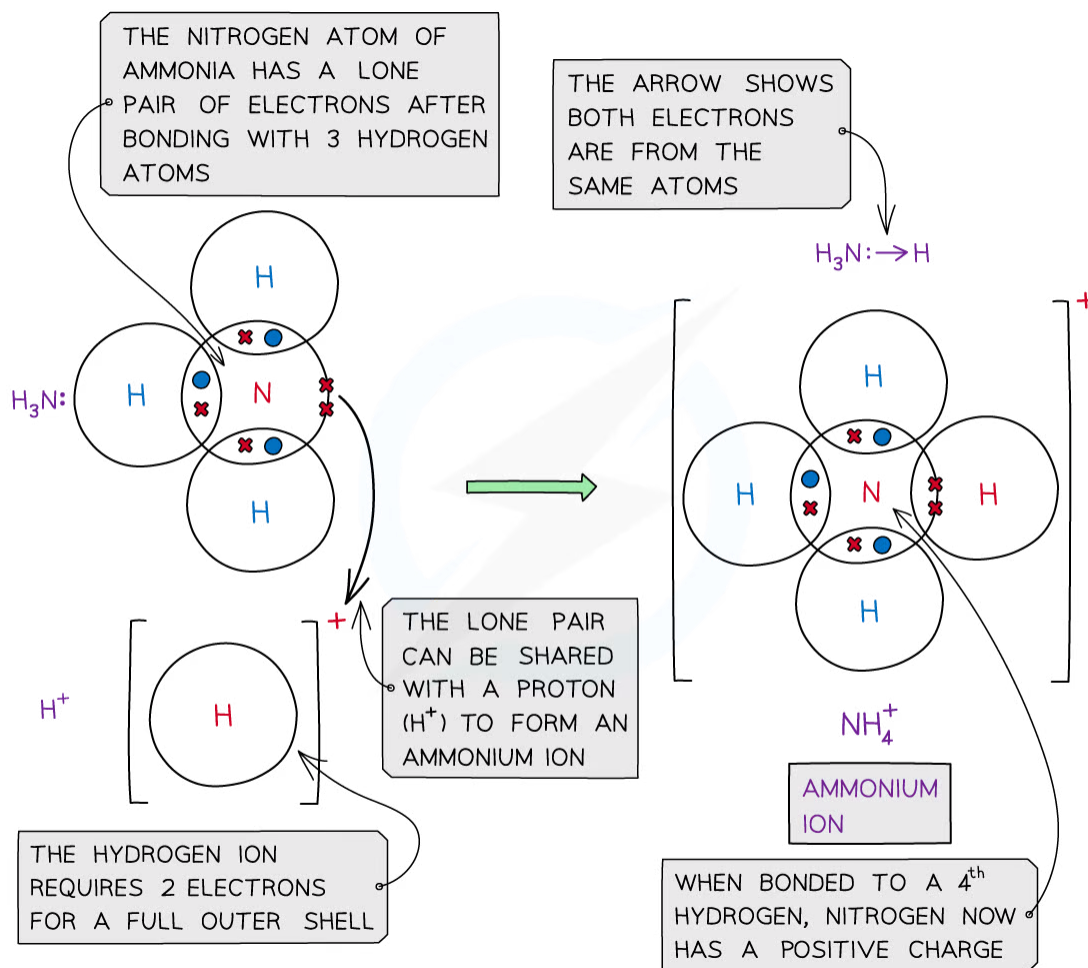 THE NITROGEN ATOM OF
AMMONIA HAS A LONE
PAIR OF ELECTRONS AFTER
BONDING WITH 3 HYDROGEN
ATOMS
THE ARROW SHOWS
BOTH ELECTRONS
ARE FROM THE
SAME ATOMS
H₃N:→H
H
H₃N:
H
N
H
+
H
H
N
H
H
H⁺
H
+
THE LONE PAIR
CAN BE SHARED
WITH A PROTON
(H⁺) TO FORM AN
AMMONIUM ION
NH₄⁺
AMMONIUM
ION
THE HYDROGEN ION
REQUIRES 2 ELECTRONS
FOR A FULL OUTER SHELL
WHEN BONDED TO A 4ᵗʰ
HYDROGEN, NITROGEN NOW
HAS A POSITIVE CHARGE